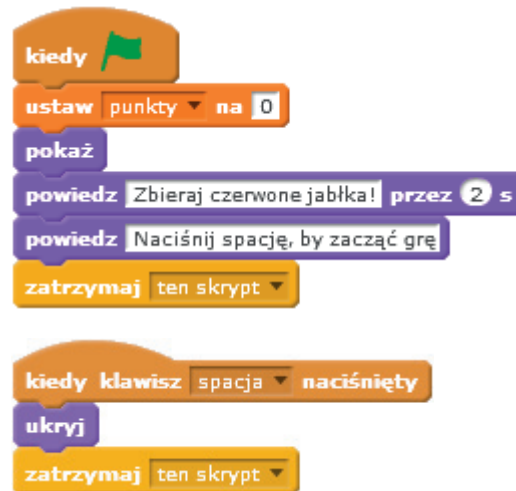 kiedy
ustaw punkty na 0
pokaż
powiedz Zbieraj czerwone jabłka! przez 2 s
powiedz Naciśnij spację, by zacząć grę
zatrzymaj ten skrypt
kiedy klawisz spacja naciśnięty
ukryj
zatrzymaj ten skrypt